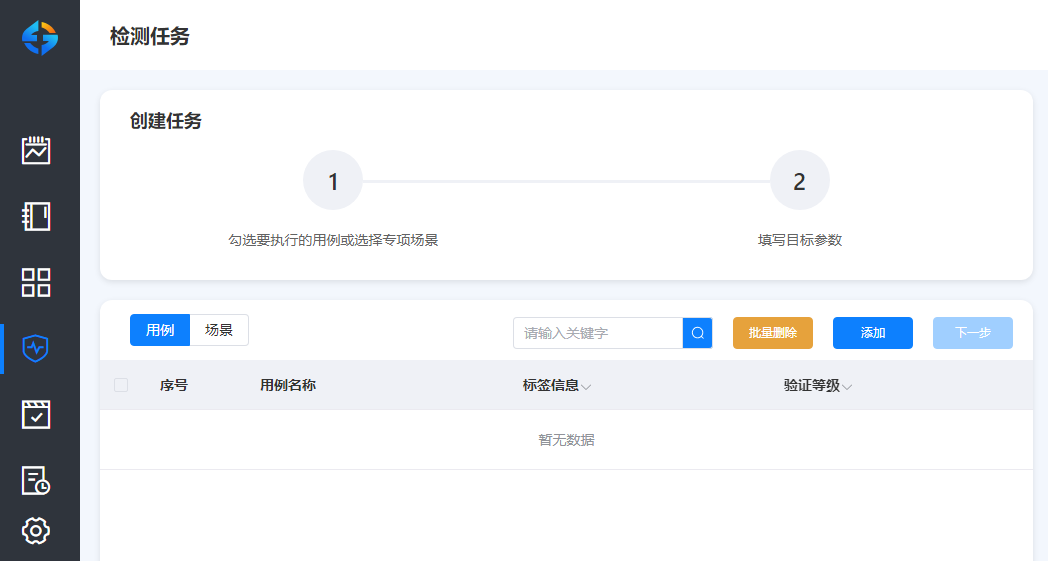 检测任务
创建任务
1
2
勾选要执行的用例或选择专项场景
填写目标参数
用例
场景
请输入关键字
批量删除
添加
下一步
序号
用例名称
标签信息
验证等级
暂无数据